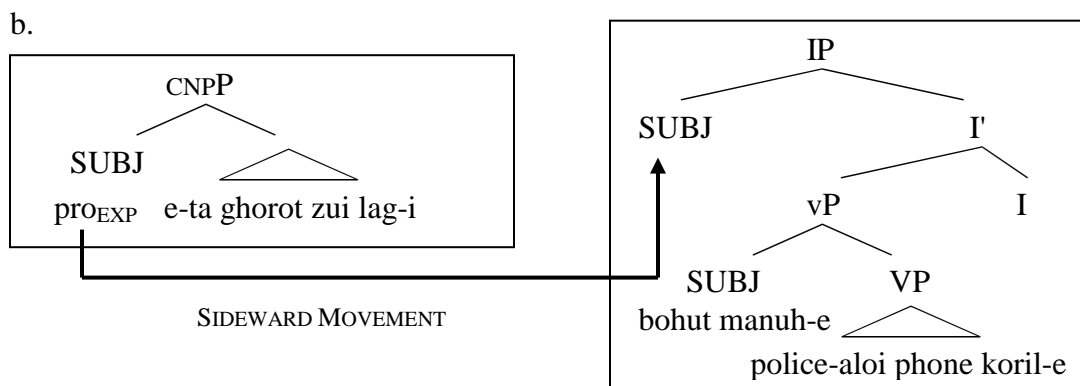 b.
IP
CNPP
SUBJ I'
SUBJ
pro_EXP e-ta ghorot zui lag-i vP I
SUBJ VP
SIDEWARD MOVEMENT bohut manuh-e
police-aloi phone koril-e